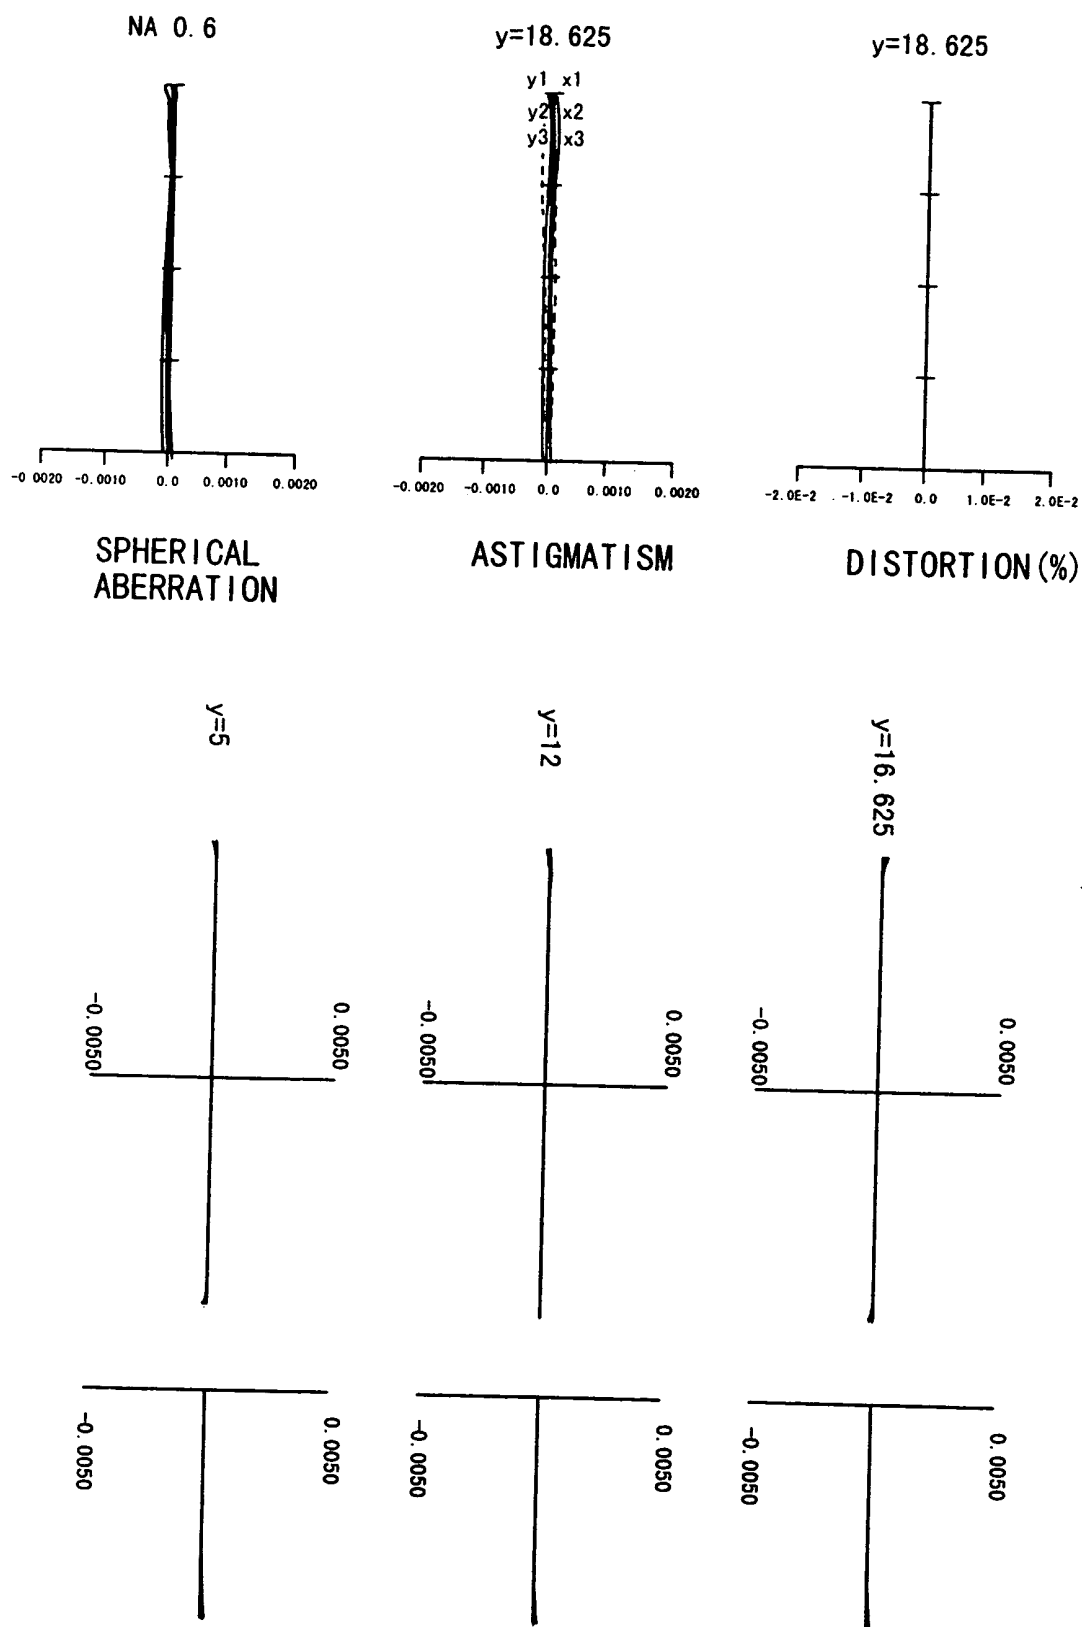 NA 0.6
y=18.625
y=18.625
y1 x1
y2 x2
y3 x3
-0 0020 -0.0010 0.0 0.0010 0.0020
-0.0020 -0.0010 0.0 0.0010 0.0020
-2.0E-2 -1.0E-2 0.0 1.0E-2 2.0E-2
SPHERICAL
ABERRATION
ASTIGMATISM
DISTORTION(%)
y=5
y=12
y=16.625
-0.0050
0.0050
-0.0050
0.0050
-0.0050
0.0050
-0.0050
0.0050
-0.0050
0.0050
-0.0050
0.0050